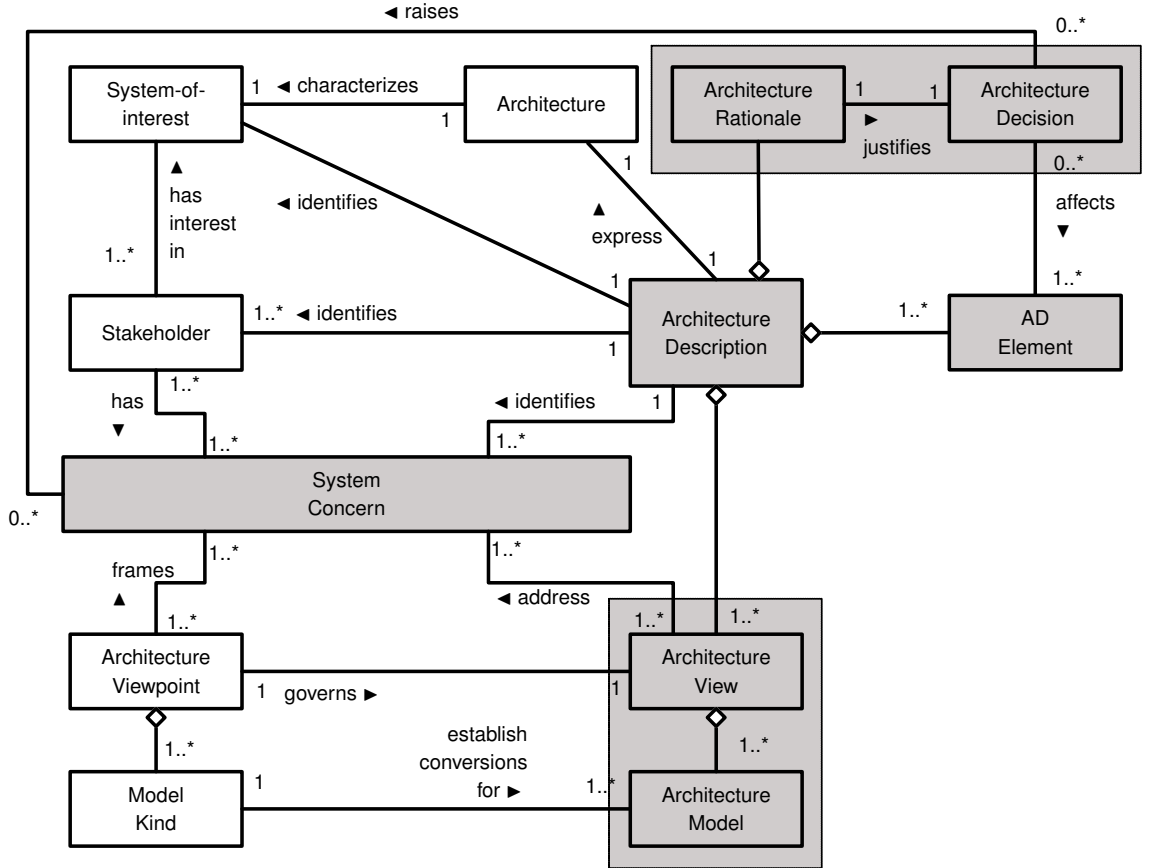 ◄ raises
0..*
System-of-
interest
1
◄ characterizes
1
Architecture
Architecture
Rationale
1
►
justifies
1
Architecture
Decision
0..*
▲
has
interest
in
◄ identifies
1
▲
express
affects
▼
1..*
1
1
1..*
Stakeholder
1..*
◄ identifies
1
Architecture
Description
1..*
AD
Element
1..*
has
▼
◄ identifies
1
1..*
1..*
System
Concern
0..*
1..*
1..*
frames
▲
◄ address
1..*
1..*
1..*
Architecture
Viewpoint
1
governs ►
1
Architecture
View
1..*
establish
conversions
for ►
1..*
Model
Kind
1
1..*
Architecture
Model